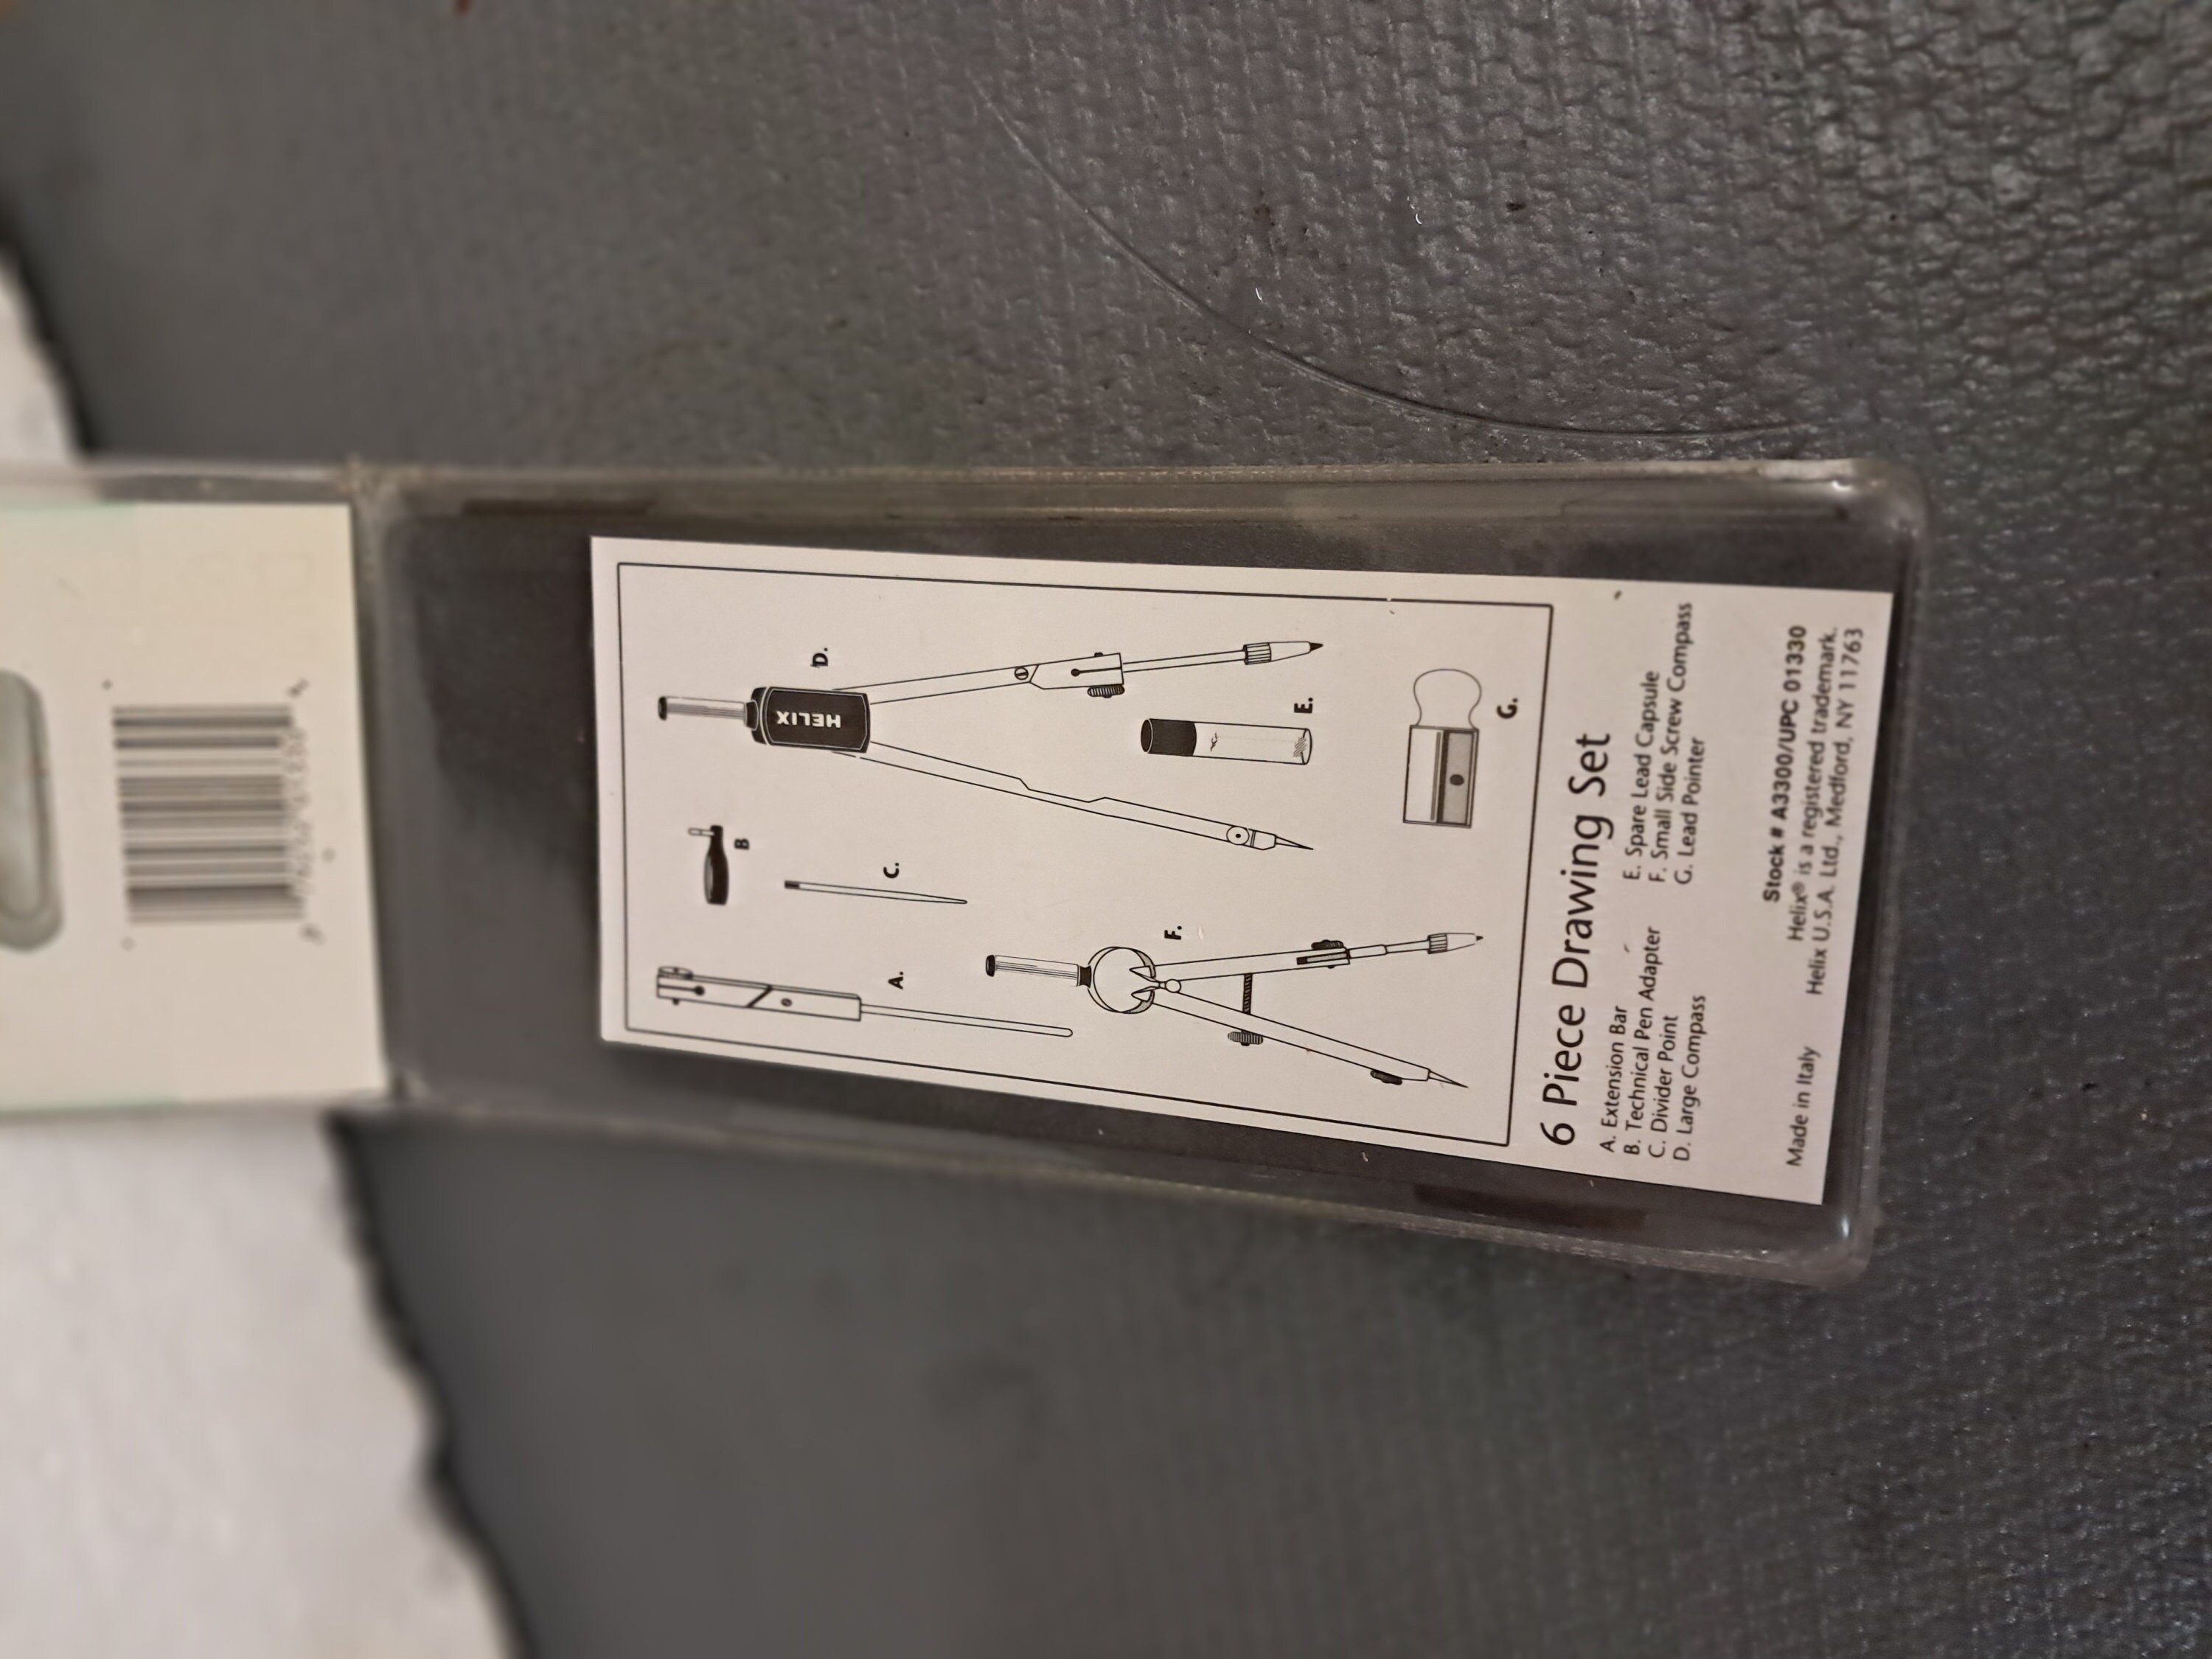 D.
HELIX
B
C.
A.
E.
F.
G.
6 Piece Drawing Set
A. Extension Bar
B. Technical Pen Adapter
C. Divider Point
D. Large Compass
E. Spare Lead Capsule
F. Small Side Screw Compass
G. Lead Pointer
Stock # A3300/UPC 01330
Helix® is a registered trademark.
Made in Italy Helix U.S.A. Ltd., Medford, NY 11763